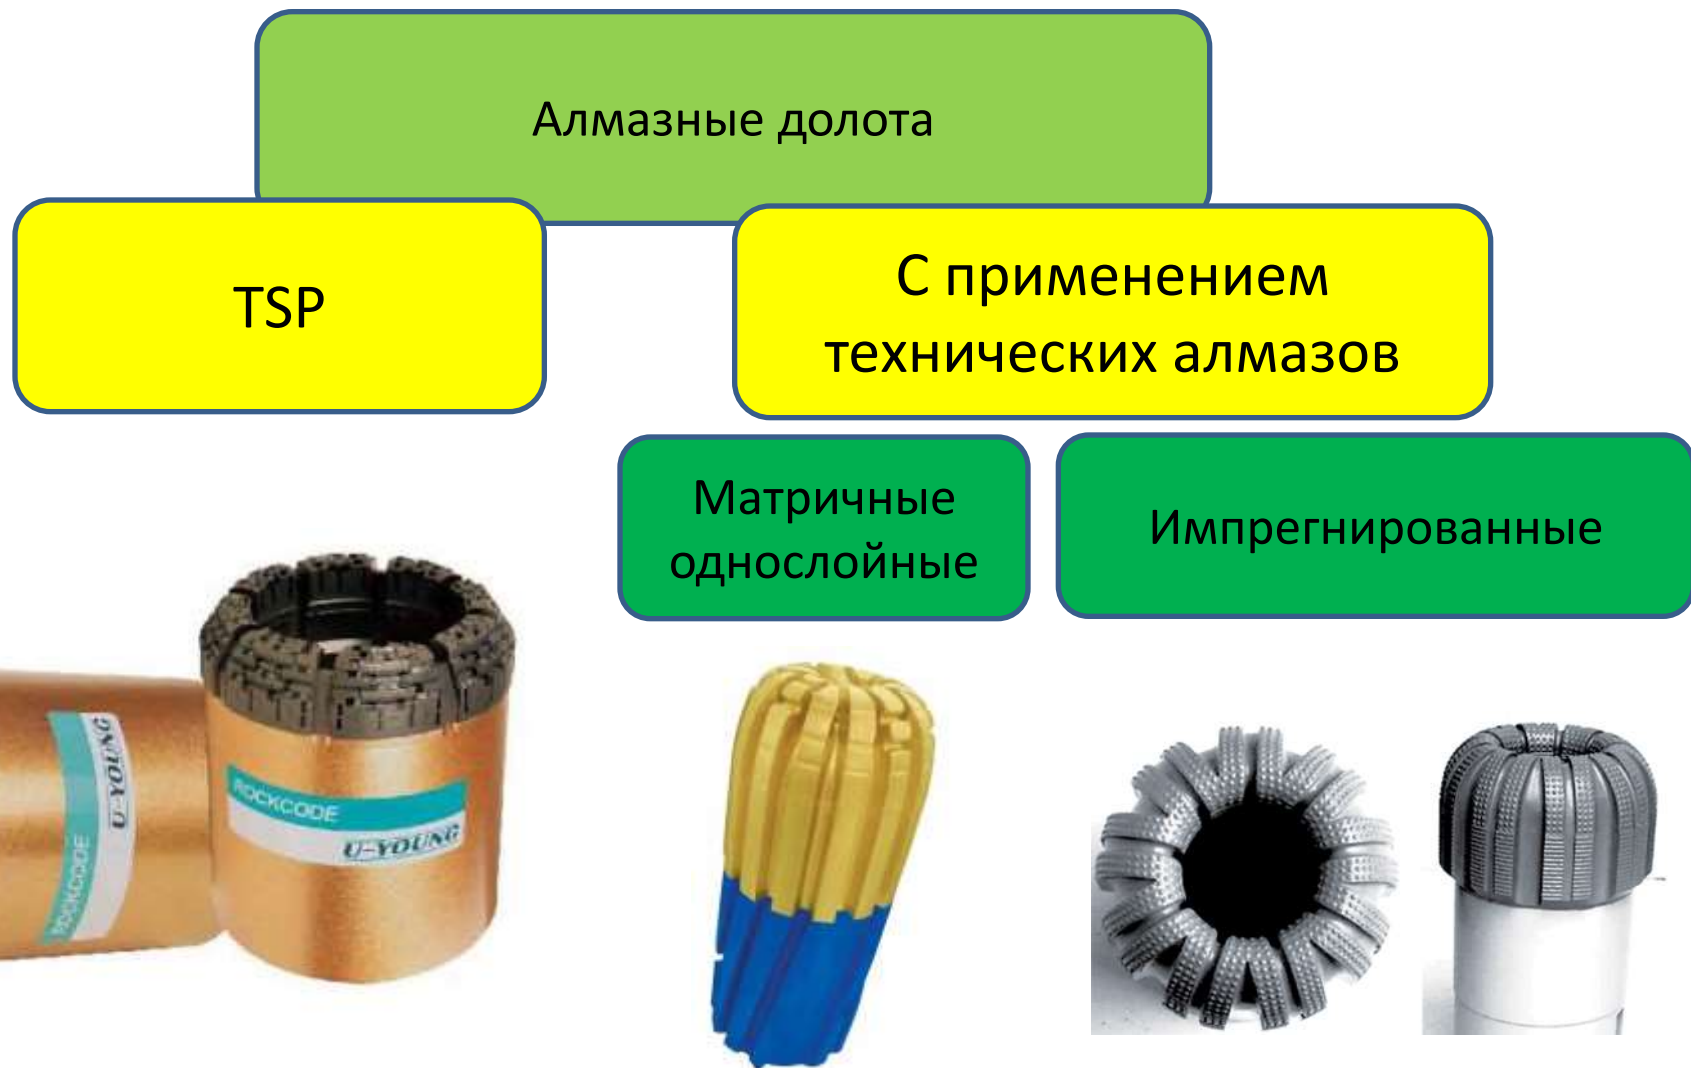 Алмазные долота
TSP
С применением
технических алмазов
Матричные
однослойные
Импрегнированные
ROCKCODE
U-YOUNG
ROCKCODE
U-YOUNG